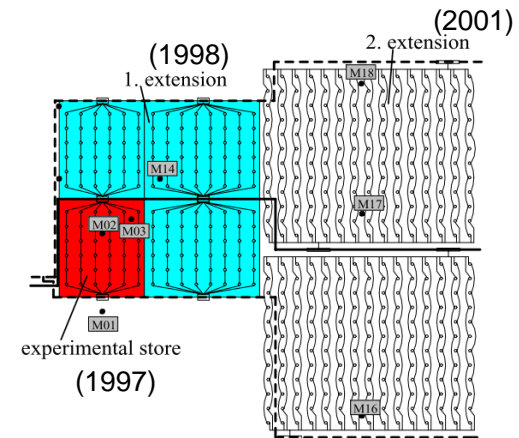 (2001)
(1998)
2. extension
1. extension
M18
M14
M17
M02
M03
M01
experimental store
(1997)
M16